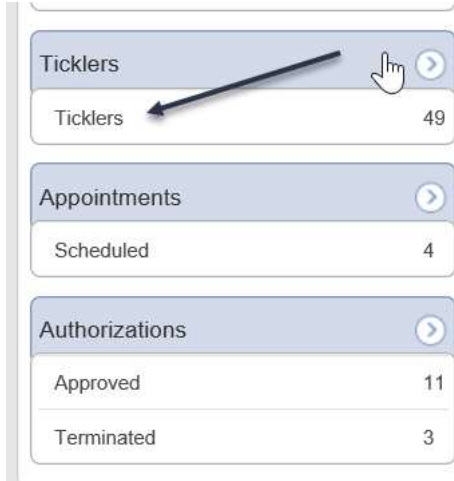 Ticklers
Ticklers 49
Appointments
Scheduled 4
Authorizations
Approved 11
Terminated 3